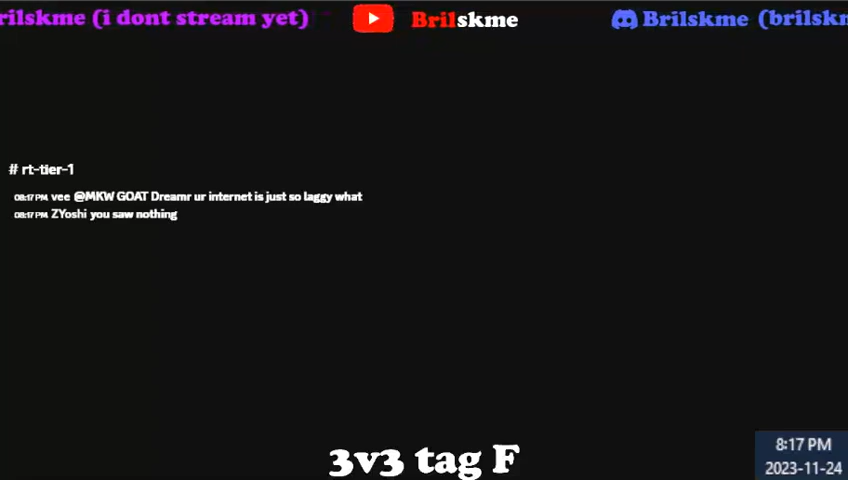 rilskme (i dont stream yet) Brilskme Brilskme (brilskm
# rt-tier-1
08:17 PM vee @MKW GOAT Dreamr ur internet is just so laggy what
08:17 PM ZYoshi you saw nothing
3v3 tag F
8:17 PM
2023-11-24